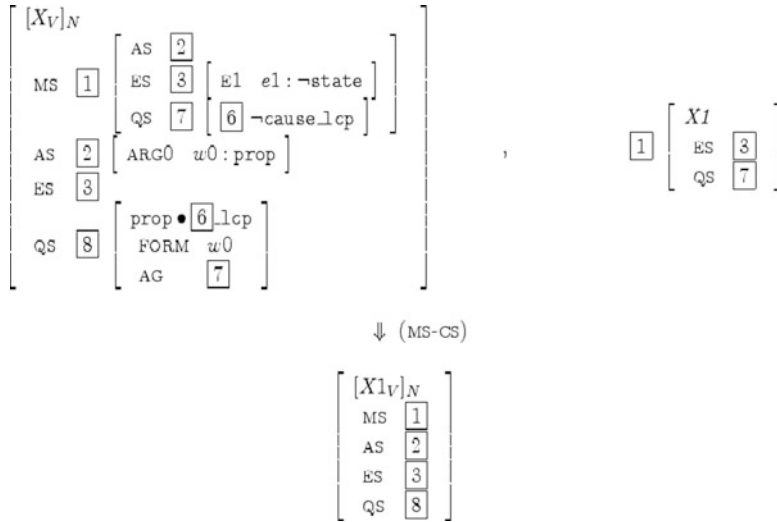 [X_V]_N
AS 2
MS 1 ES 3 [ E1 e1 : ¬state ]
QS 7 [ 6 ¬cause_lcp ]
AS 2 [ ARG0 w0 : prop ]
ES 3
prop • 6_lcp
QS 8 FORM w0
AG 7
,
X1
1 ES 3
QS 7
⇓ (MS-CS)
[X1_V]_N
MS 1
AS 2
ES 3
QS 8